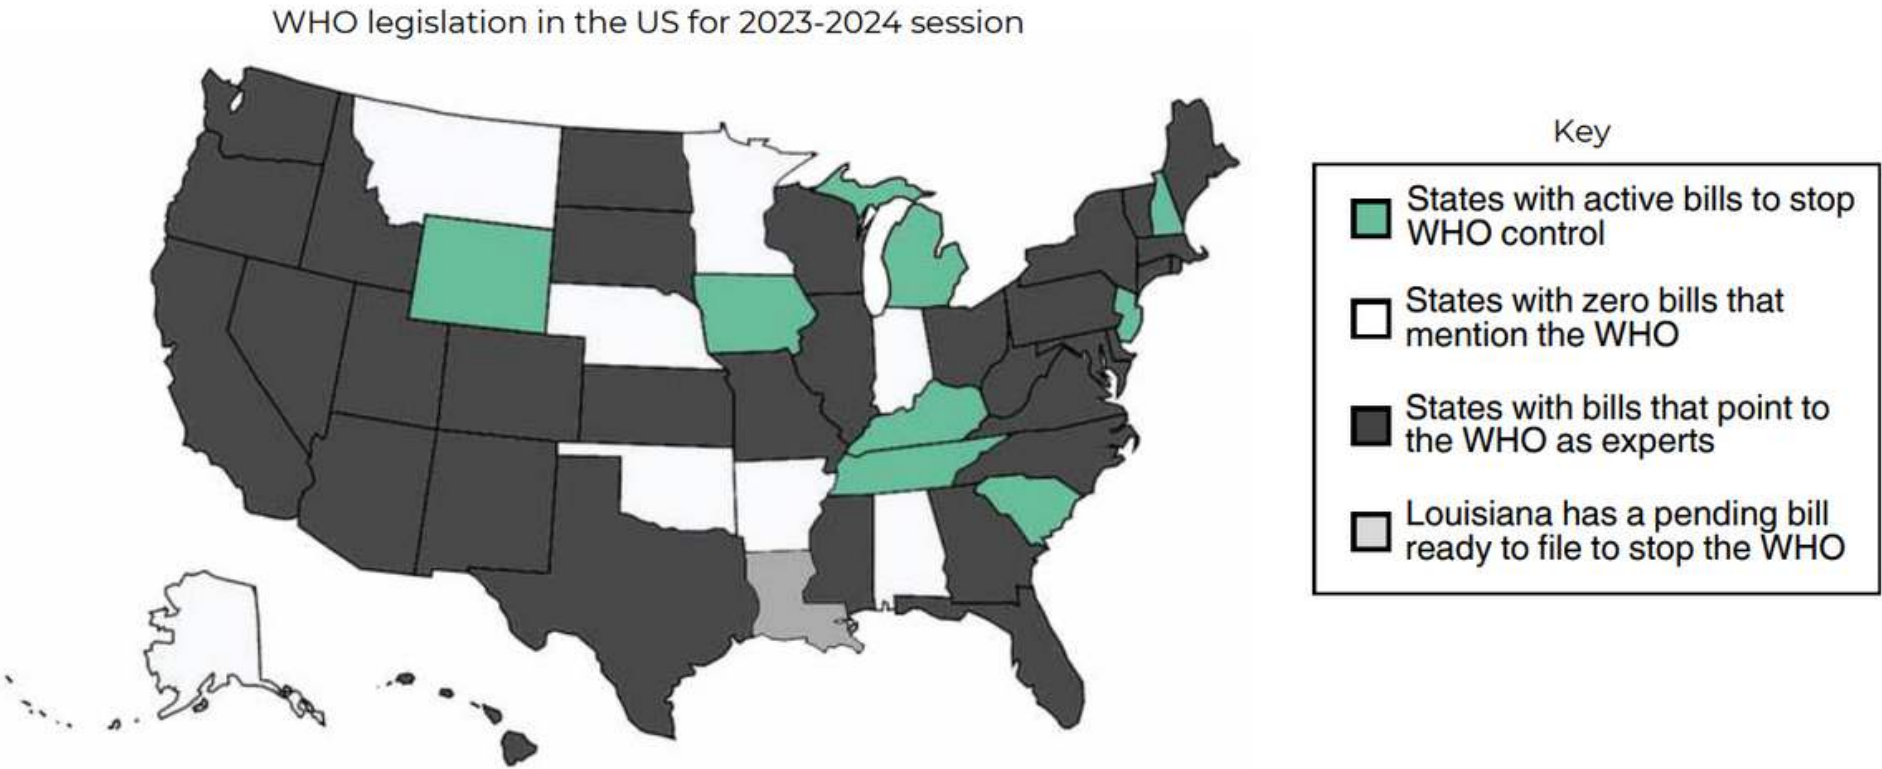 WHO legislation in the US for 2023-2024 session
Key
States with active bills to stop
WHO control
States with zero bills that
mention the WHO
States with bills that point to
the WHO as experts
Louisiana has a pending bill
ready to file to stop the WHO